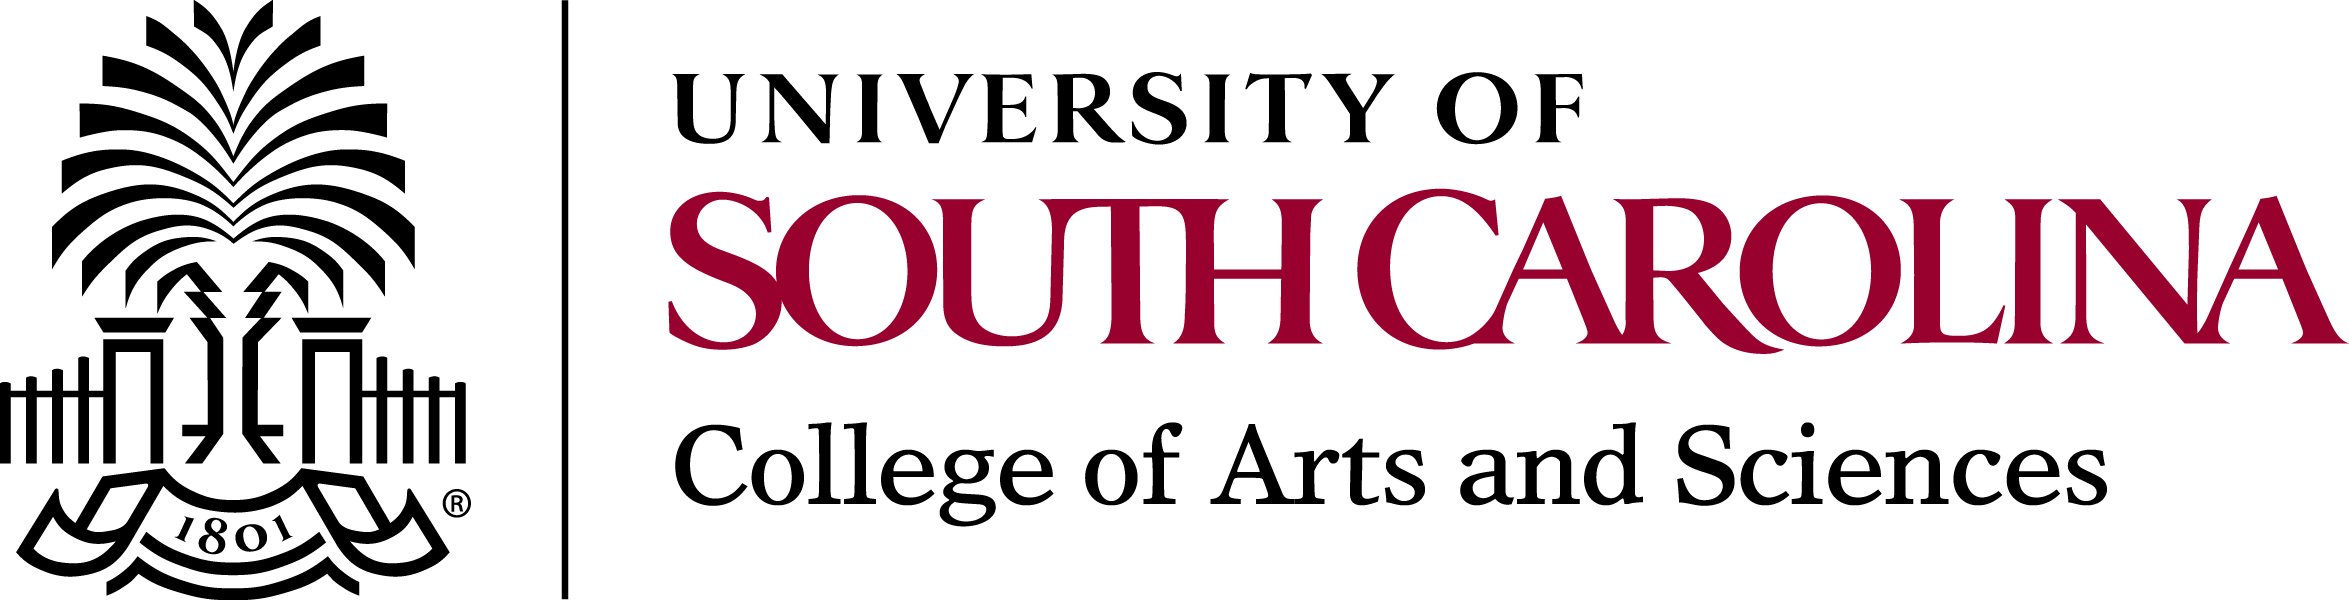 UNIVERSITY OF
SOUTH CAROLINA
College of Arts and Sciences
1801
®